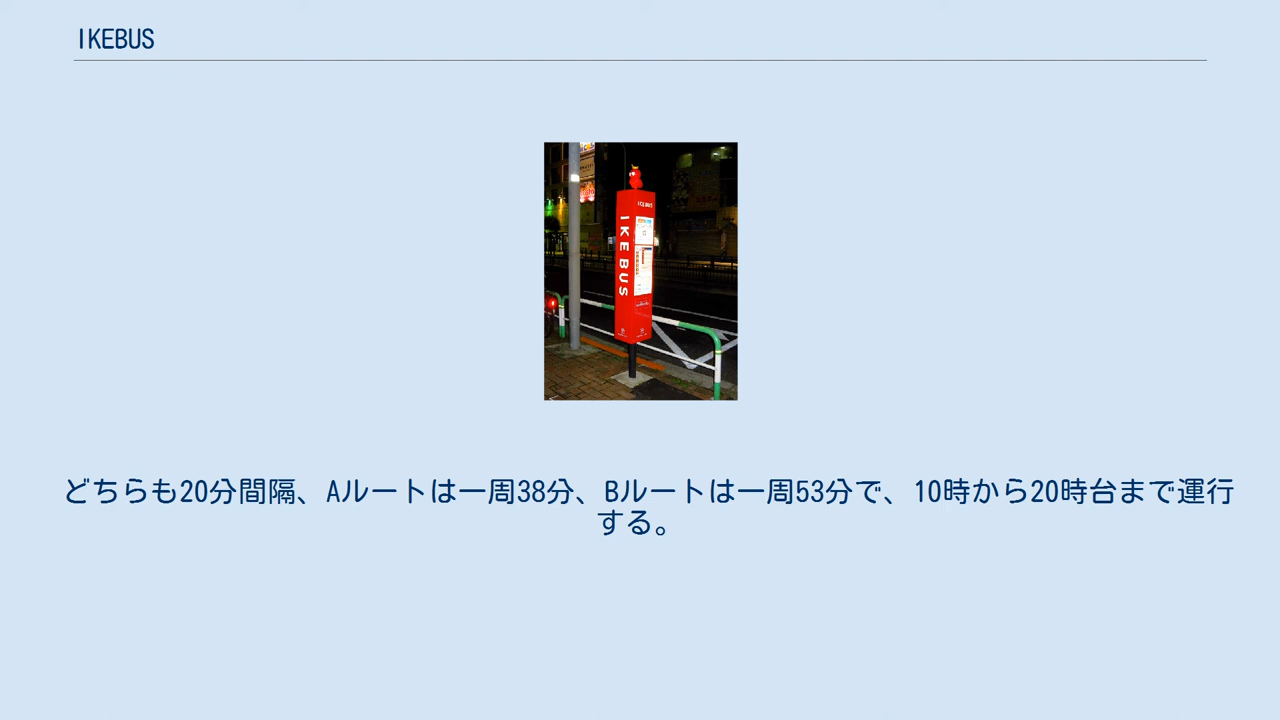 IKEBUS
ICEBUS
IKEBUS
どちらも20分間隔、Aルートは一周38分、Bルートは一周53分で、10時から20時台まで運行
する。